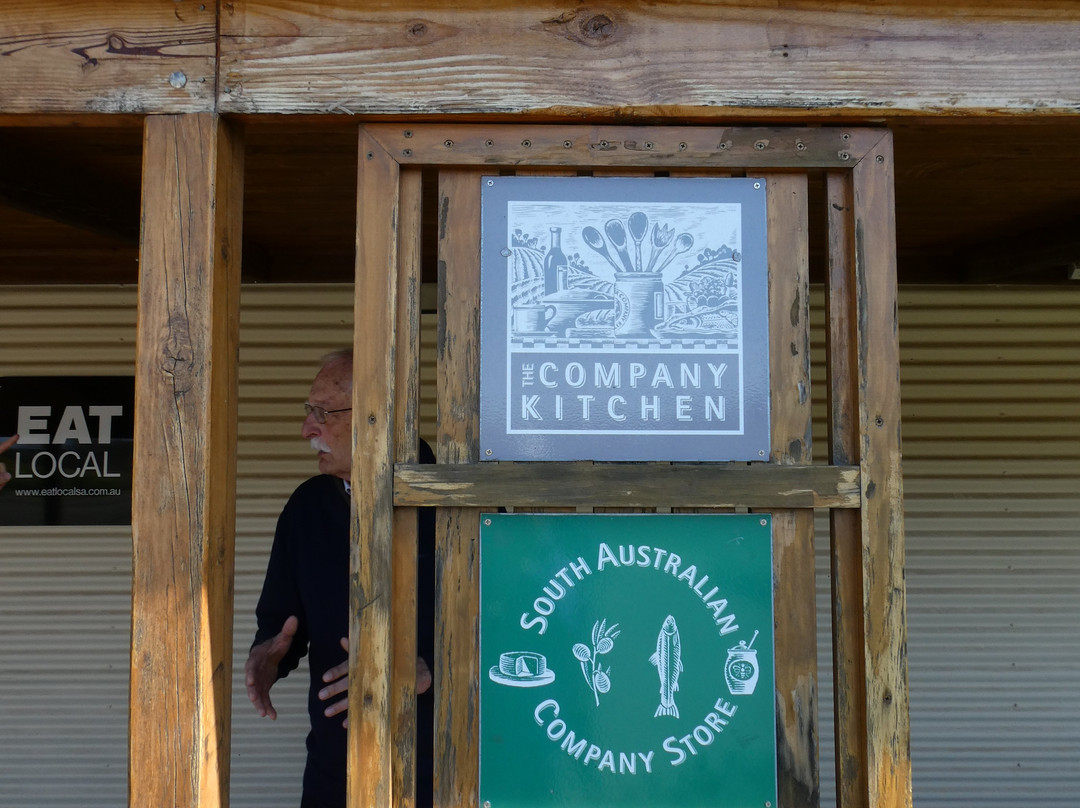 EAT
LOCAL
www.eatlocalsa.com.au
THE COMPANY
KITCHEN
SOUTH AUSTRALIAN
COMPANY STORE